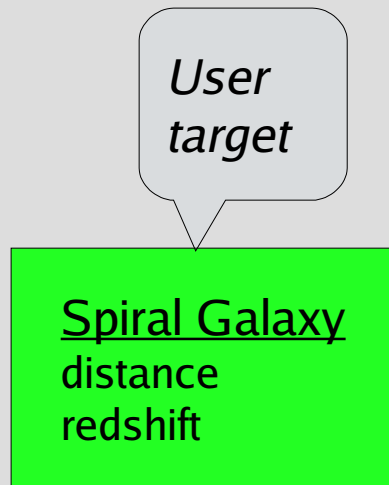 User
target
Spiral Galaxy
distance
redshift